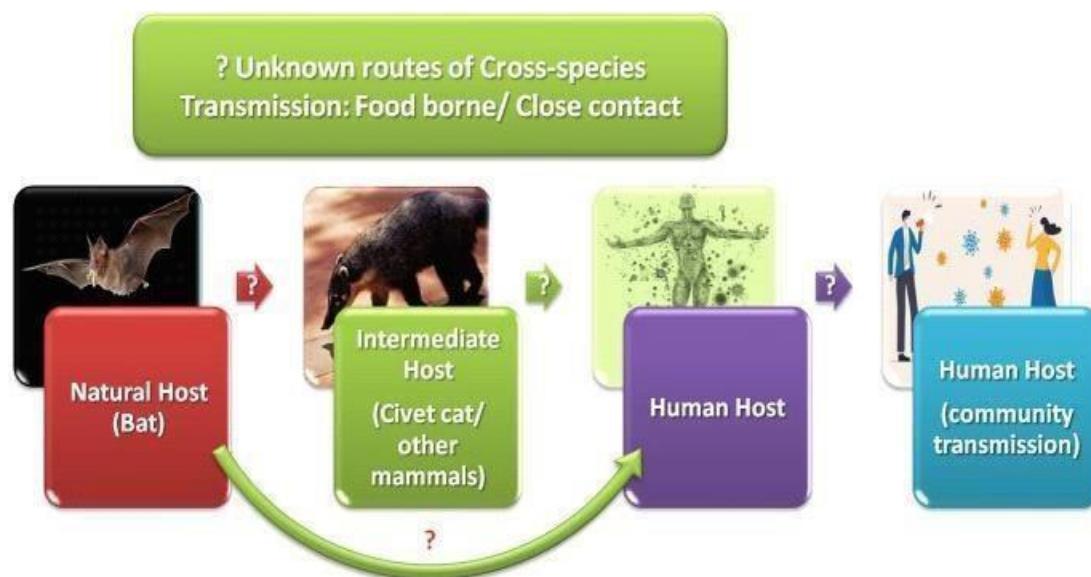 ? Unknown routes of Cross-species
Transmission: Food borne/ Close contact
?
?
?
Natural Host
(Bat)
Intermediate
Host
(Civet cat/
other
mammals)
Human Host
Human Host
(community
transmission)
?